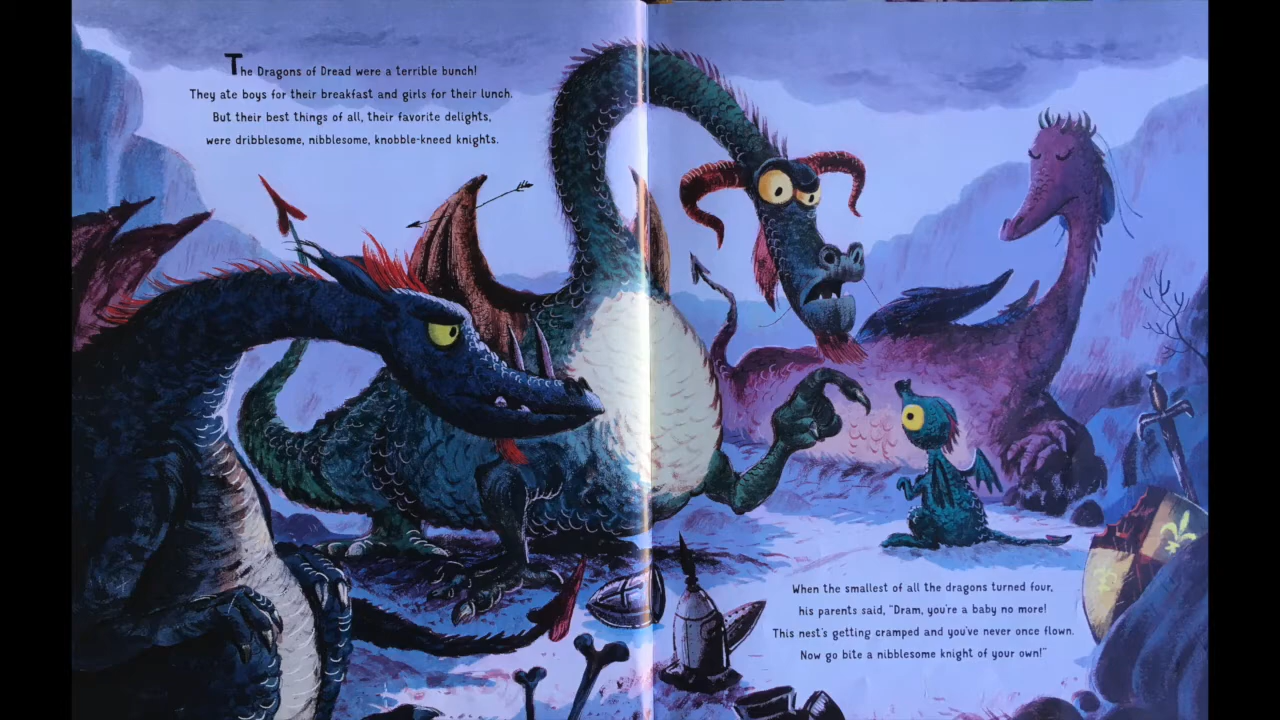 The Dragons of Dread were a terrible bunch!
They ate boys for their breakfast and girls for their lunch.
But their best things of all, their favorite delights,
were dribblesome, nibblesome, knobble-kneed knights.
When the smallest of all the dragons turned four,
his parents said, "Dram, you're a baby no more!
This nest's getting cramped and you've never once flown.
Now go bite a nibblesome knight of your own!"